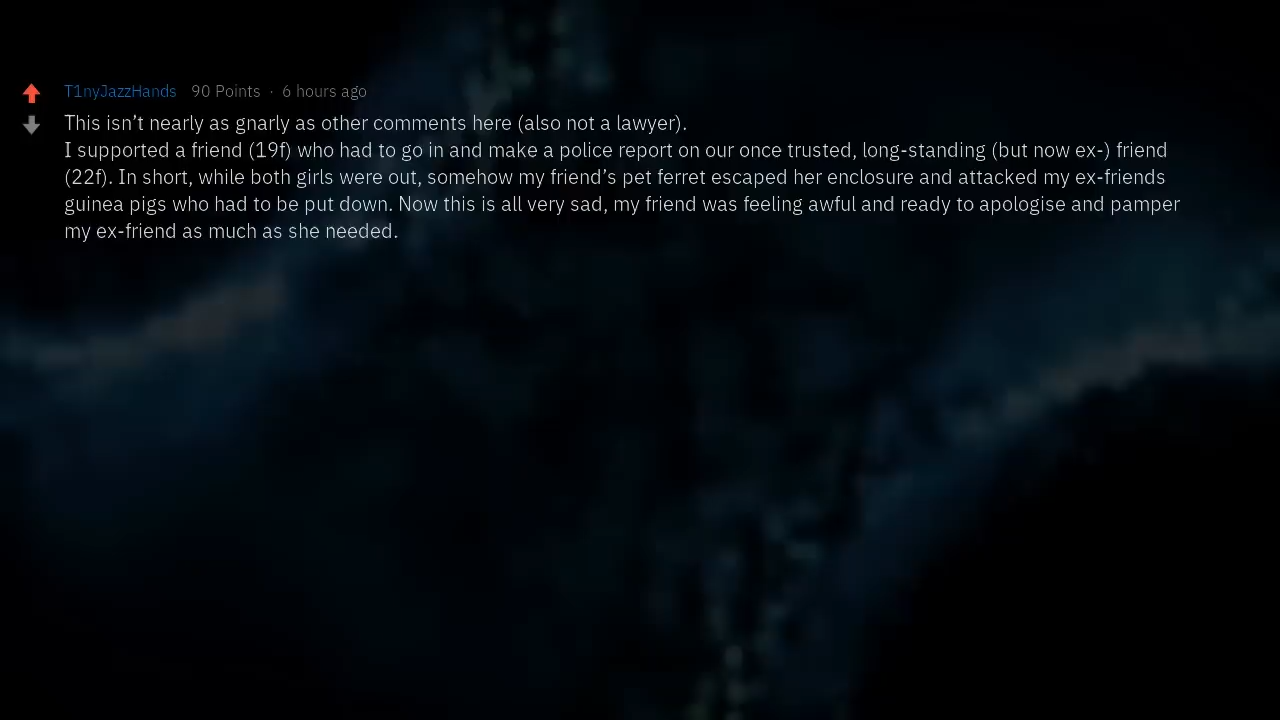 T1nyJazzHands 90 Points · 6 hours ago
This isn’t nearly as gnarly as other comments here (also not a lawyer).
I supported a friend (19f) who had to go in and make a police report on our once trusted, long-standing (but now ex-) friend
(22f). In short, while both girls were out, somehow my friend’s pet ferret escaped her enclosure and attacked my ex-friends
guinea pigs who had to be put down. Now this is all very sad, my friend was feeling awful and ready to apologise and pamper
my ex-friend as much as she needed.